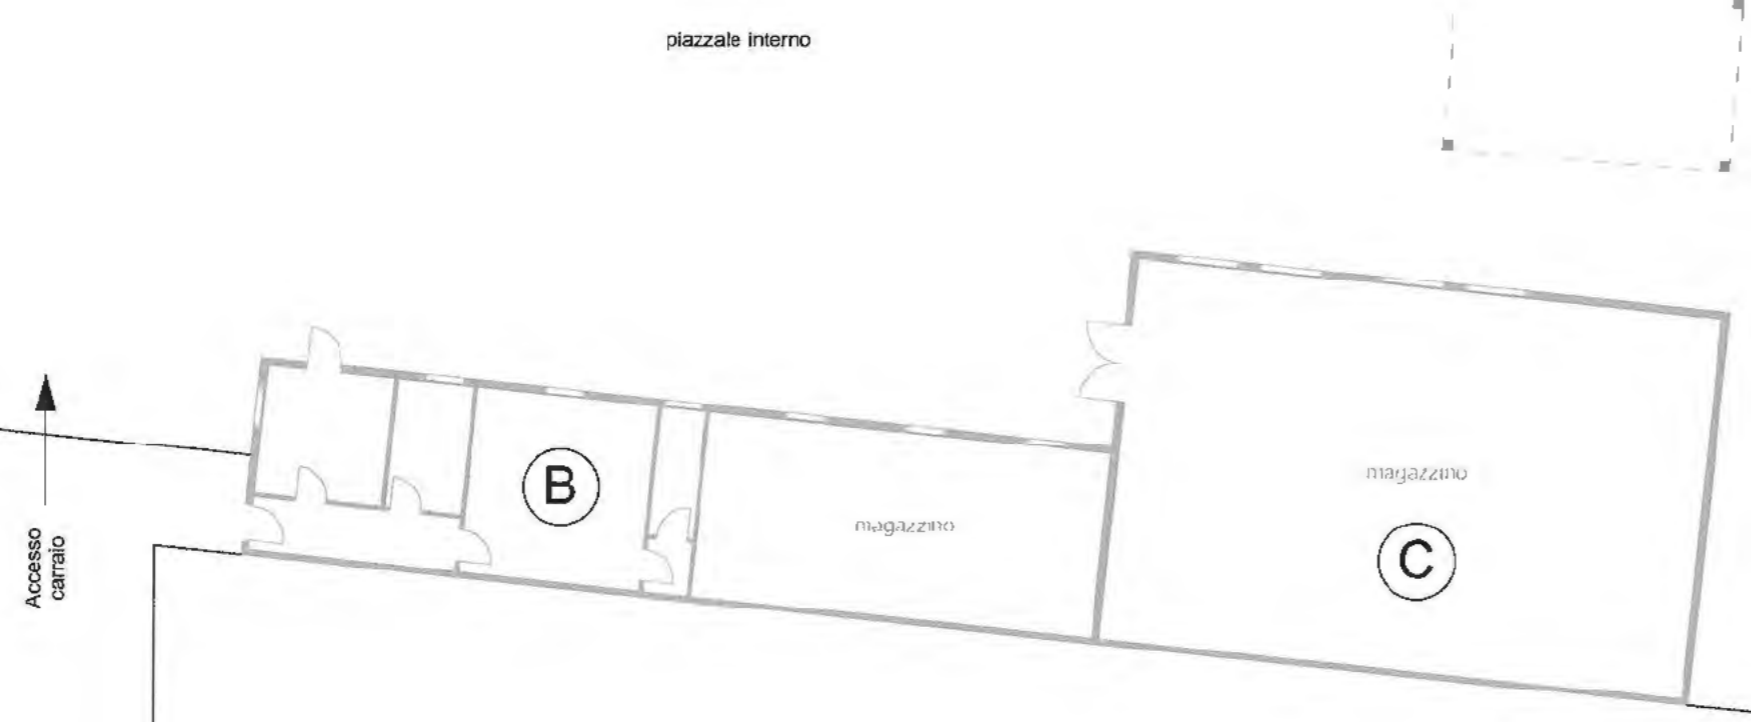 piazzale interno
B
magazzino
magazzino
C
Accesso
carraio